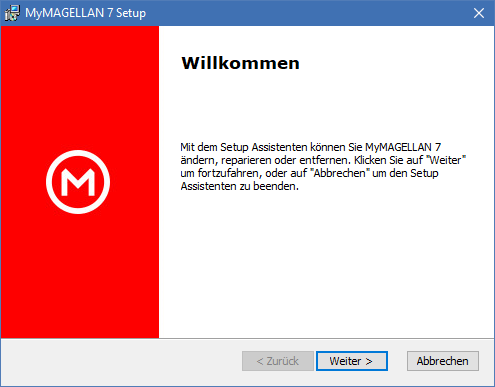 MyMAGELLAN 7 Setup
Willkommen
Mit dem Setup Assistenten können Sie MyMAGELLAN 7
ändern, reparieren oder entfernen. Klicken Sie auf "Weiter"
um fortzufahren, oder auf "Abbrechen" um den Setup
Assistenten zu beenden.
M
< Zurück
Weiter >
Abbrechen